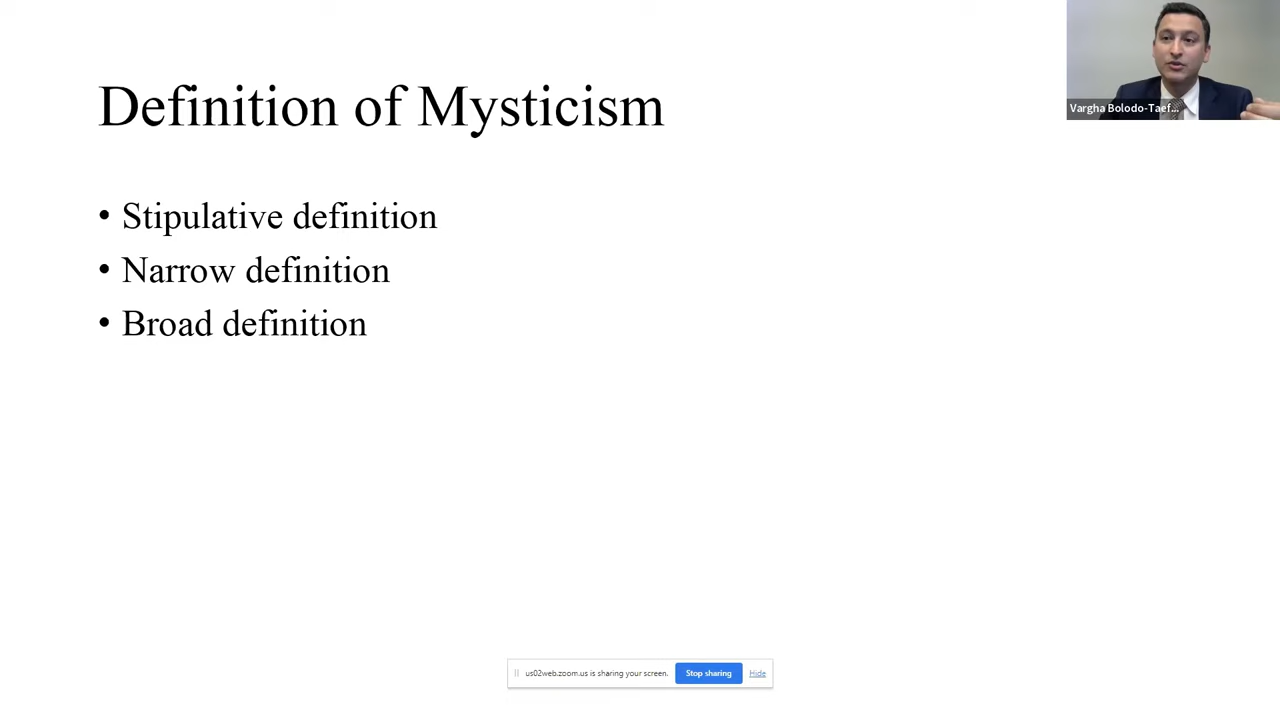 Definition of Mysticism
Vargha Bolodo-Taef...
• Stipulative definition
• Narrow definition
• Broad definition
us02web.zoom.us is sharing your screen. Stop sharing Hide